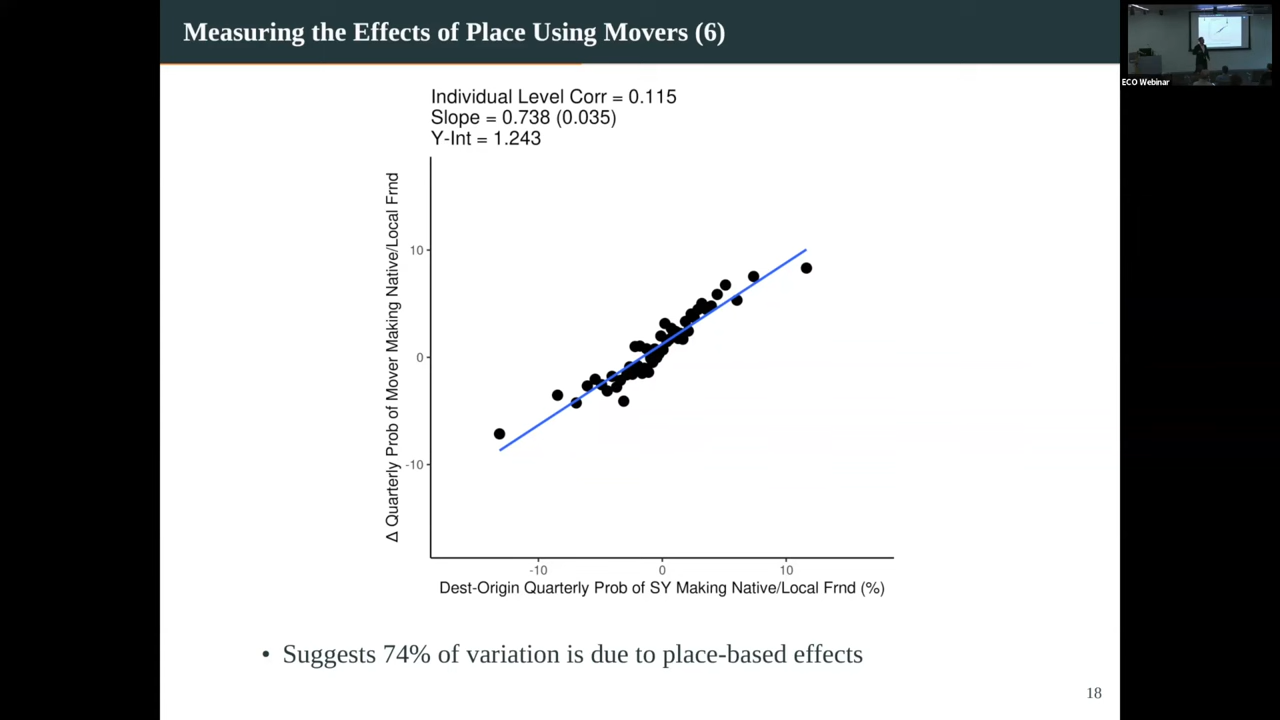 Measuring the Effects of Place Using Movers (6)
ECO Webinar
Individual Level Corr = 0.115
Slope = 0.738 (0.035)
Y-Int = 1.243
Δ Quarterly Prob of Mover Making Native/Local Frnd
10
0
-10
-10 0 10
Dest-Origin Quarterly Prob of SY Making Native/Local Frnd (%)
• Suggests 74% of variation is due to place-based effects
18